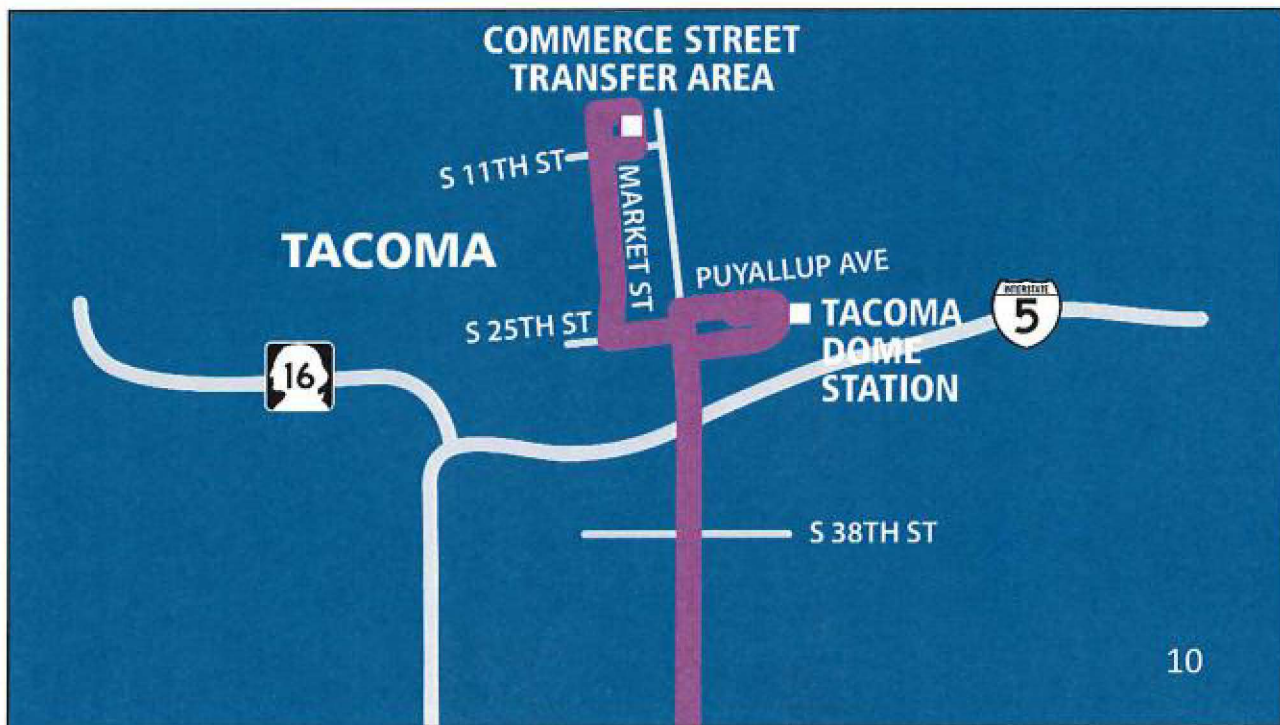 COMMERCE STREET
TRANSFER AREA
S 11TH ST
MARKET ST
TACOMA
PUYALLUP AVE
S 25TH ST
TACOMA
DOME
STATION
INTERSTATE
5
16
S 38TH ST
10